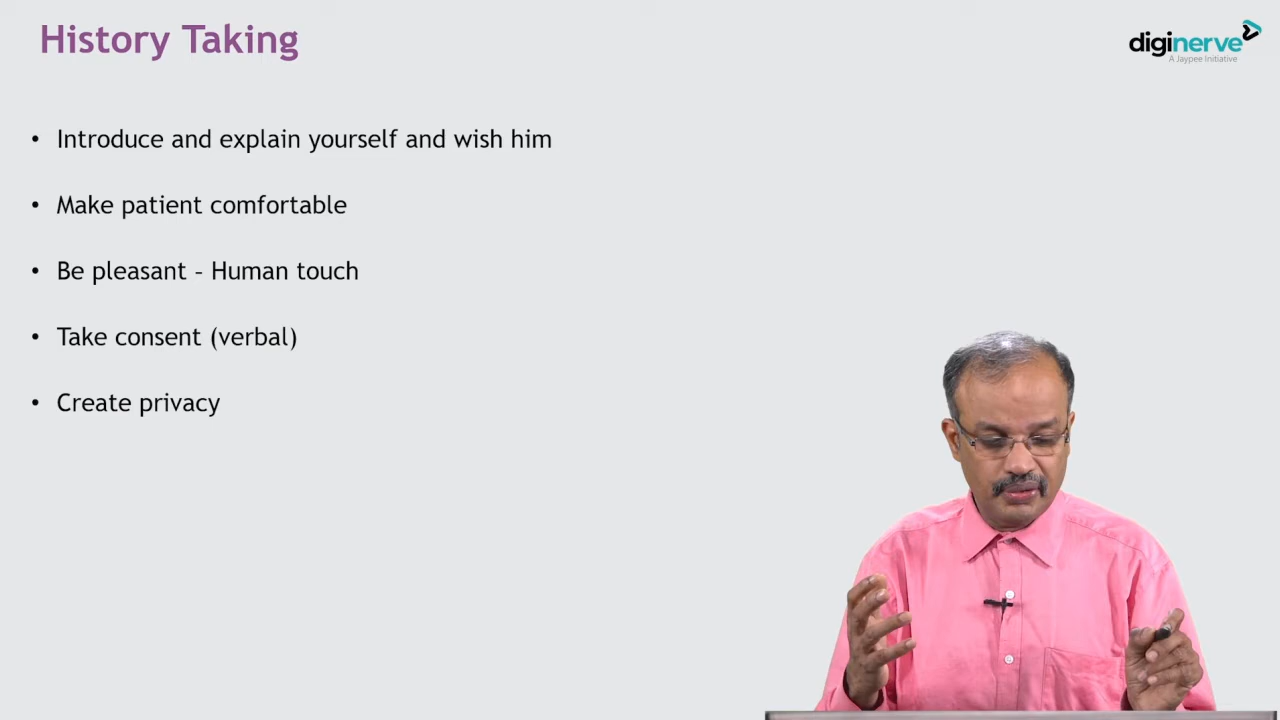 History Taking
diginerve
A Jaypee Initiative
• Introduce and explain yourself and wish him
• Make patient comfortable
• Be pleasant – Human touch
• Take consent (verbal)
• Create privacy